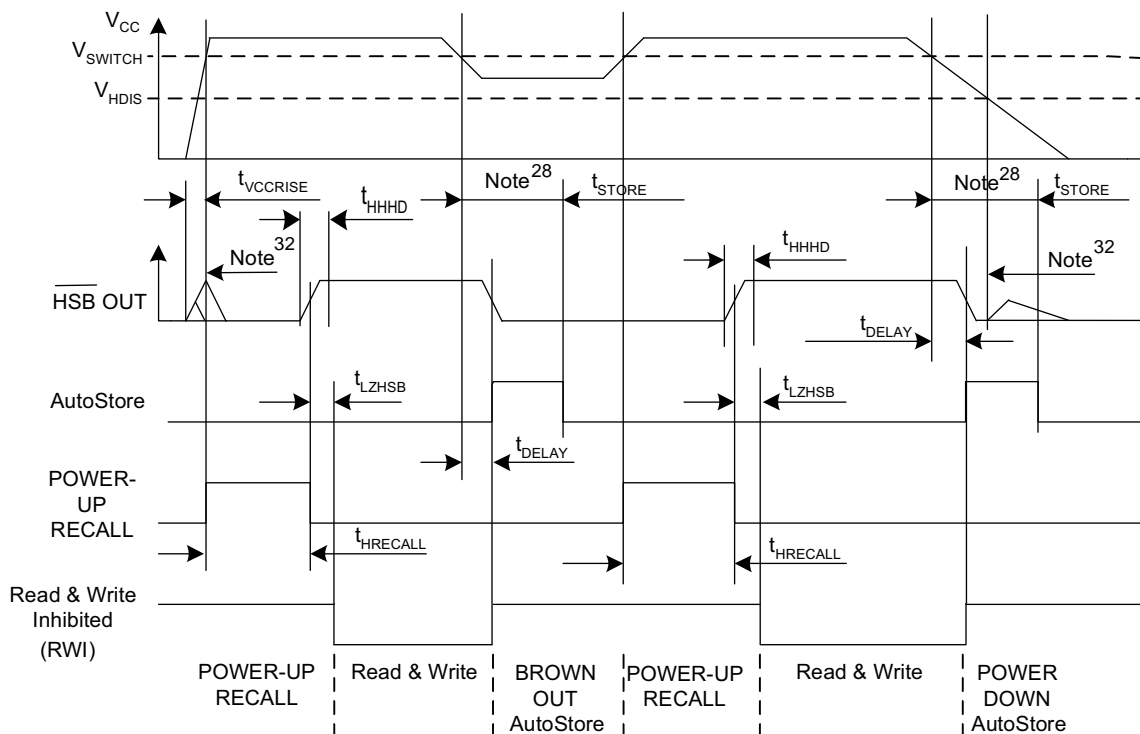 VCC
VSWITCH
VHDIS
tVCCRISE
tHHHD
Note28
tSTORE
Note28
tSTORE
Note32
tHHHD
Note32
HSB OUT
tDELAY
tLZHSB
tLZHSB
AutoStore
tDELAY
POWER-
UP
RECALL
tHRECALL
tHRECALL
Read & Write
Inhibited
(RWI)
POWER-UP
RECALL
Read & Write
BROWN
OUT
AutoStore
POWER-UP
RECALL
Read & Write
POWER
DOWN
AutoStore